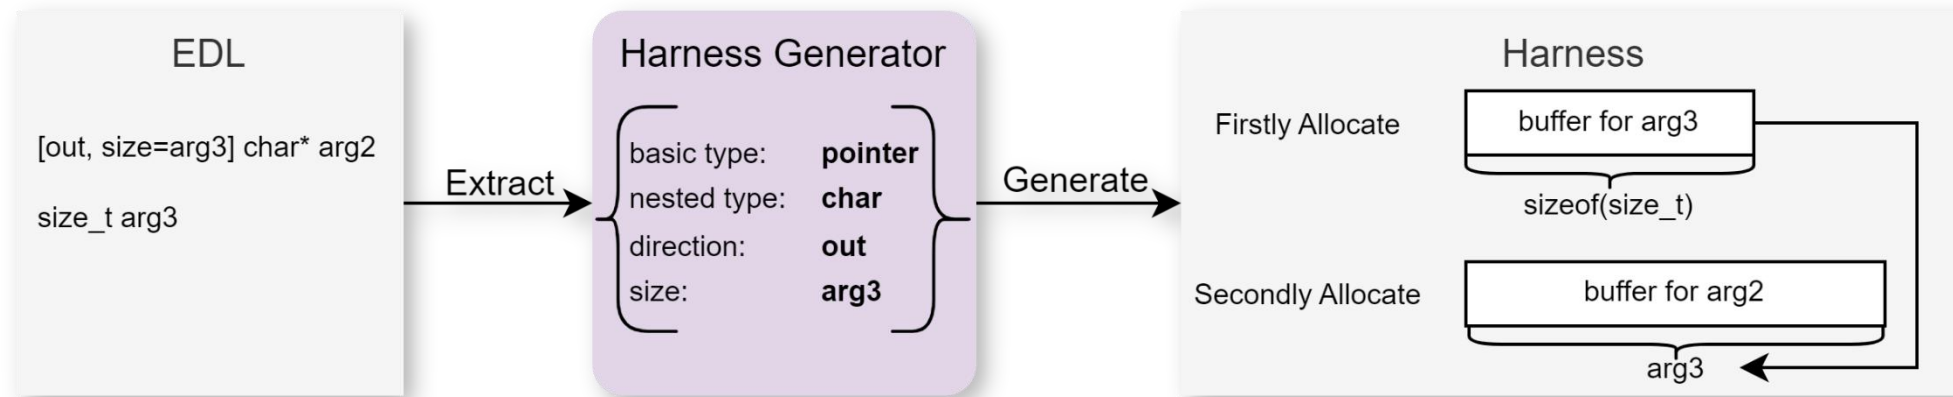 EDL
[out, size=arg3] char* arg2
size_t arg3
Extract
Harness Generator
basic type: pointer
nested type: char
direction: out
size: arg3
Generate
Harness
Firstly Allocate
buffer for arg3
sizeof(size_t)
Secondly Allocate
buffer for arg2
arg3